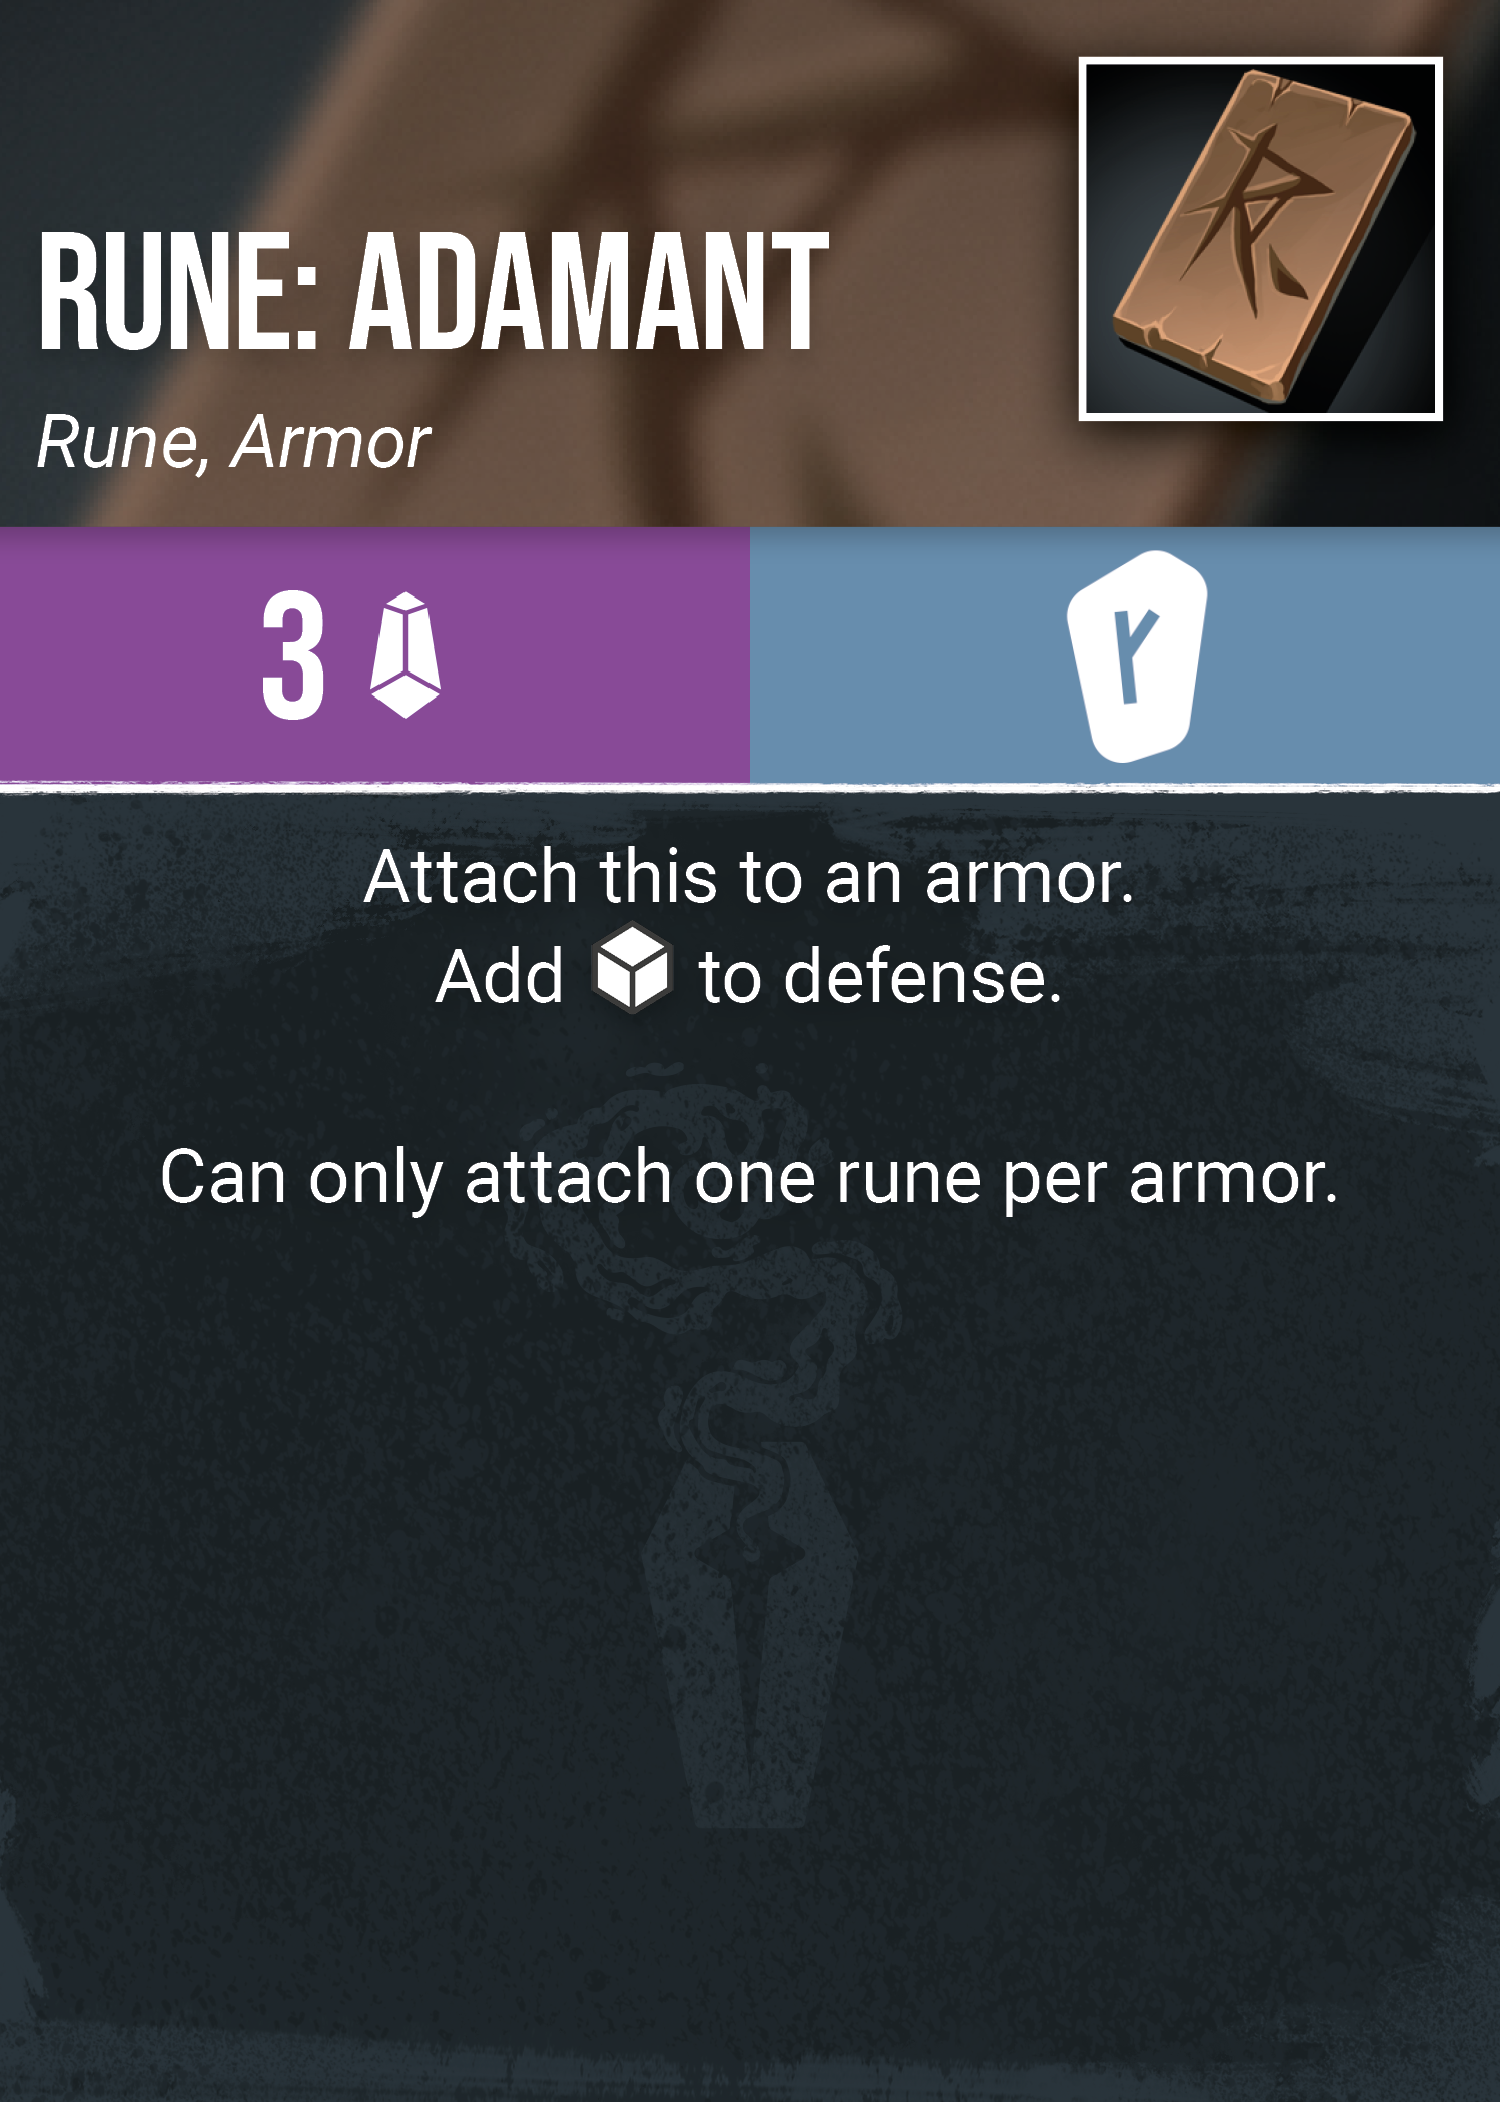 RUNE: ADAMANT
Rune, Armor
3
Attach this to an armor.
Add to defense.
Can only attach one rune per armor.